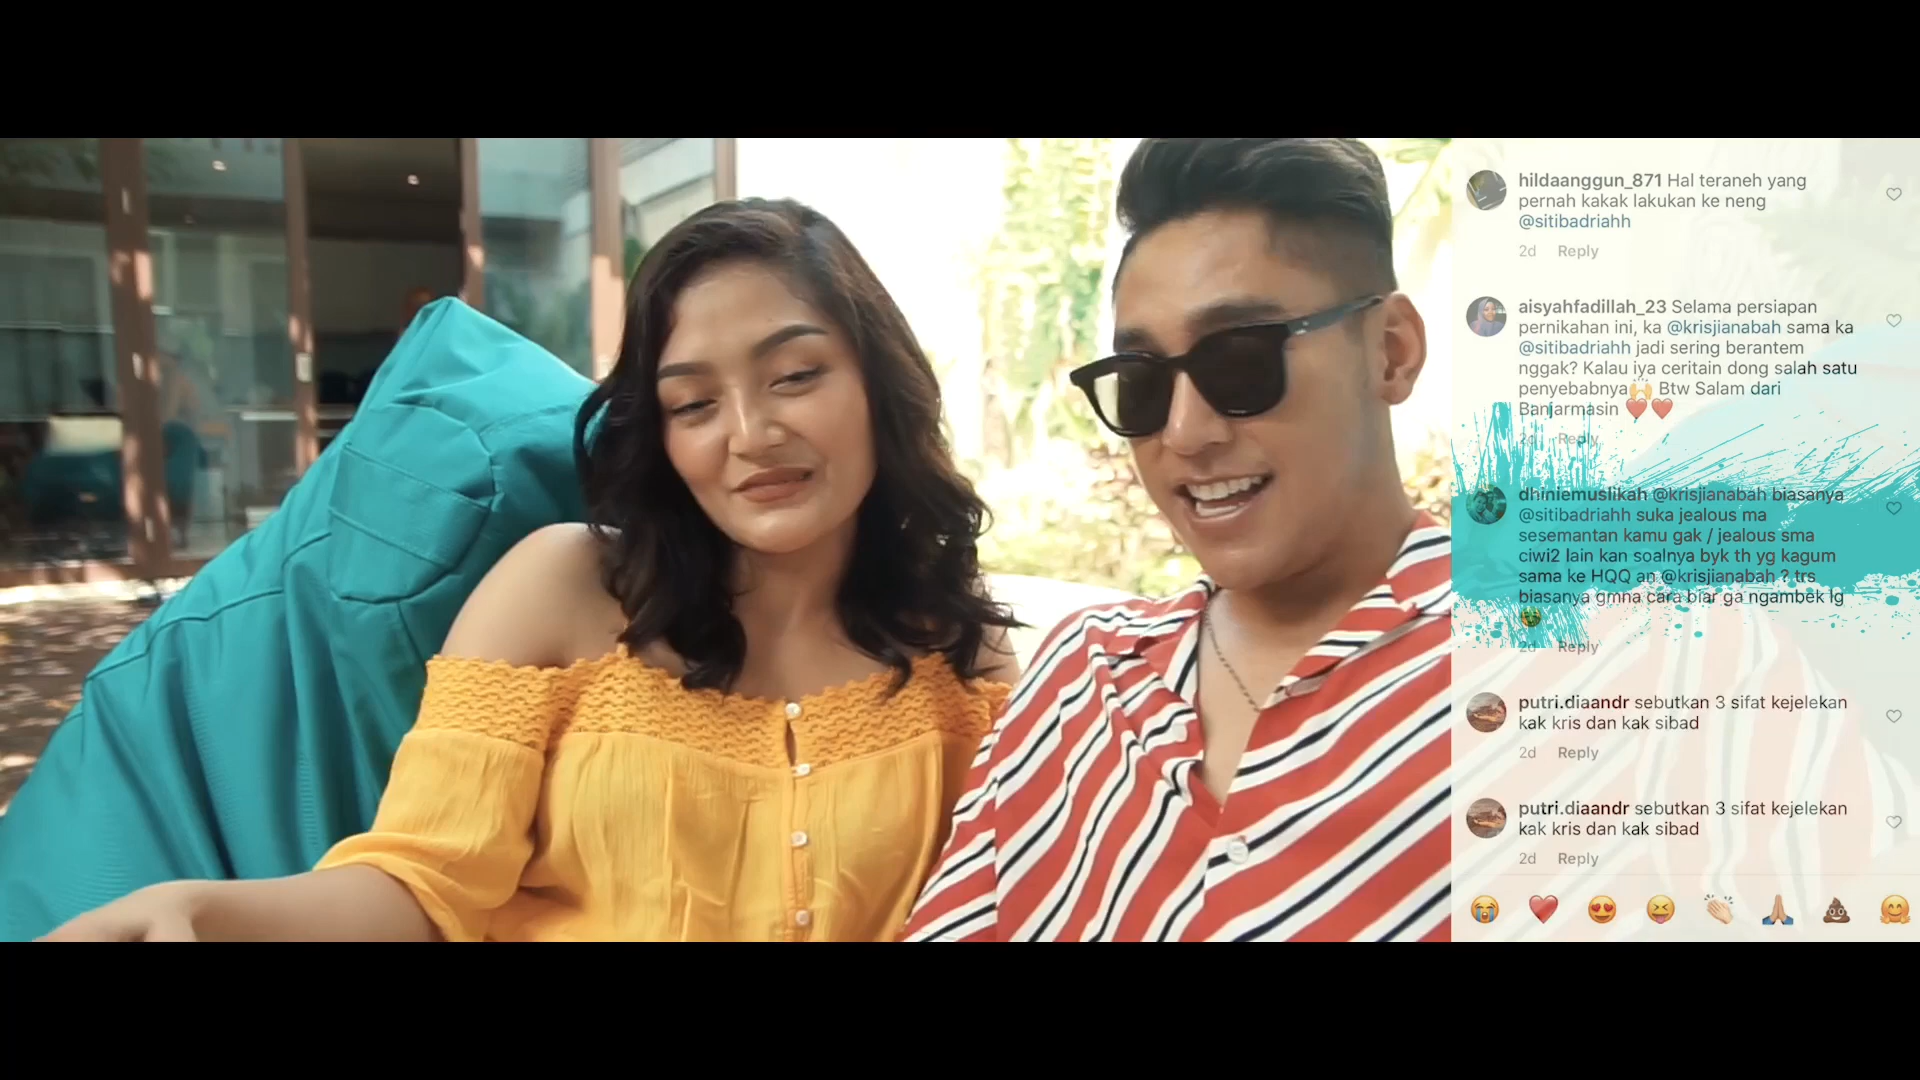 hildaanggun_871 Hal teraneh yang
pernah kakak lakukan ke neng
@sitibadriahh
2d Reply
aisyahfadillah_23 Selama persiapan
pernikahan ini, ka @krisjianabah sama ka
@sitibadriahh jadi sering berantem
nggak? Kalau iya ceritain dong salah satu
penyebabnya🙌 Btw Salam dari
Banjarmasin ❤️❤️
2d Reply
dhiniemuslikah @krisjianabah biasanya
@sitibadriahh suka jealous ma
sesemantan kamu gak / jealous sma
ciwi2 lain kan soalnya byk th yg kagum
sama ke HQQ an @krisjianabah ? trs
biasanya gmna cara biar ga ngambek lg
2d Reply
putri.diaandr sebutkan 3 sifat kejelekan
kak kris dan kak sibad
2d Reply
putri.diaandr sebutkan 3 sifat kejelekan
kak kris dan kak sibad
2d Reply